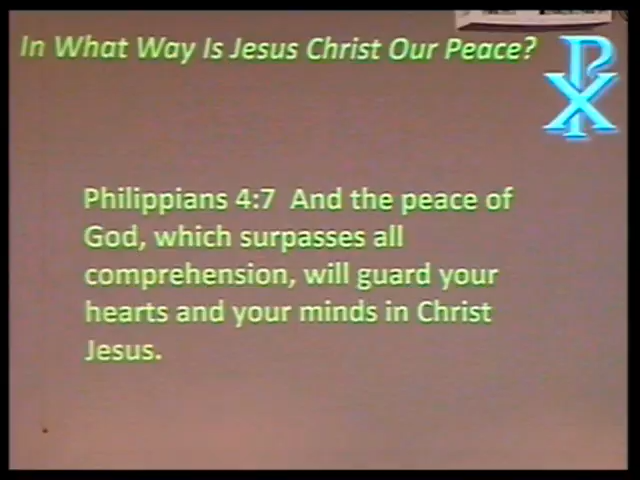 In What Way Is Jesus Christ Our Peace?
Philippians 4:7 And the peace of
God, which surpasses all
comprehension, will guard your
hearts and your minds in Christ
Jesus.